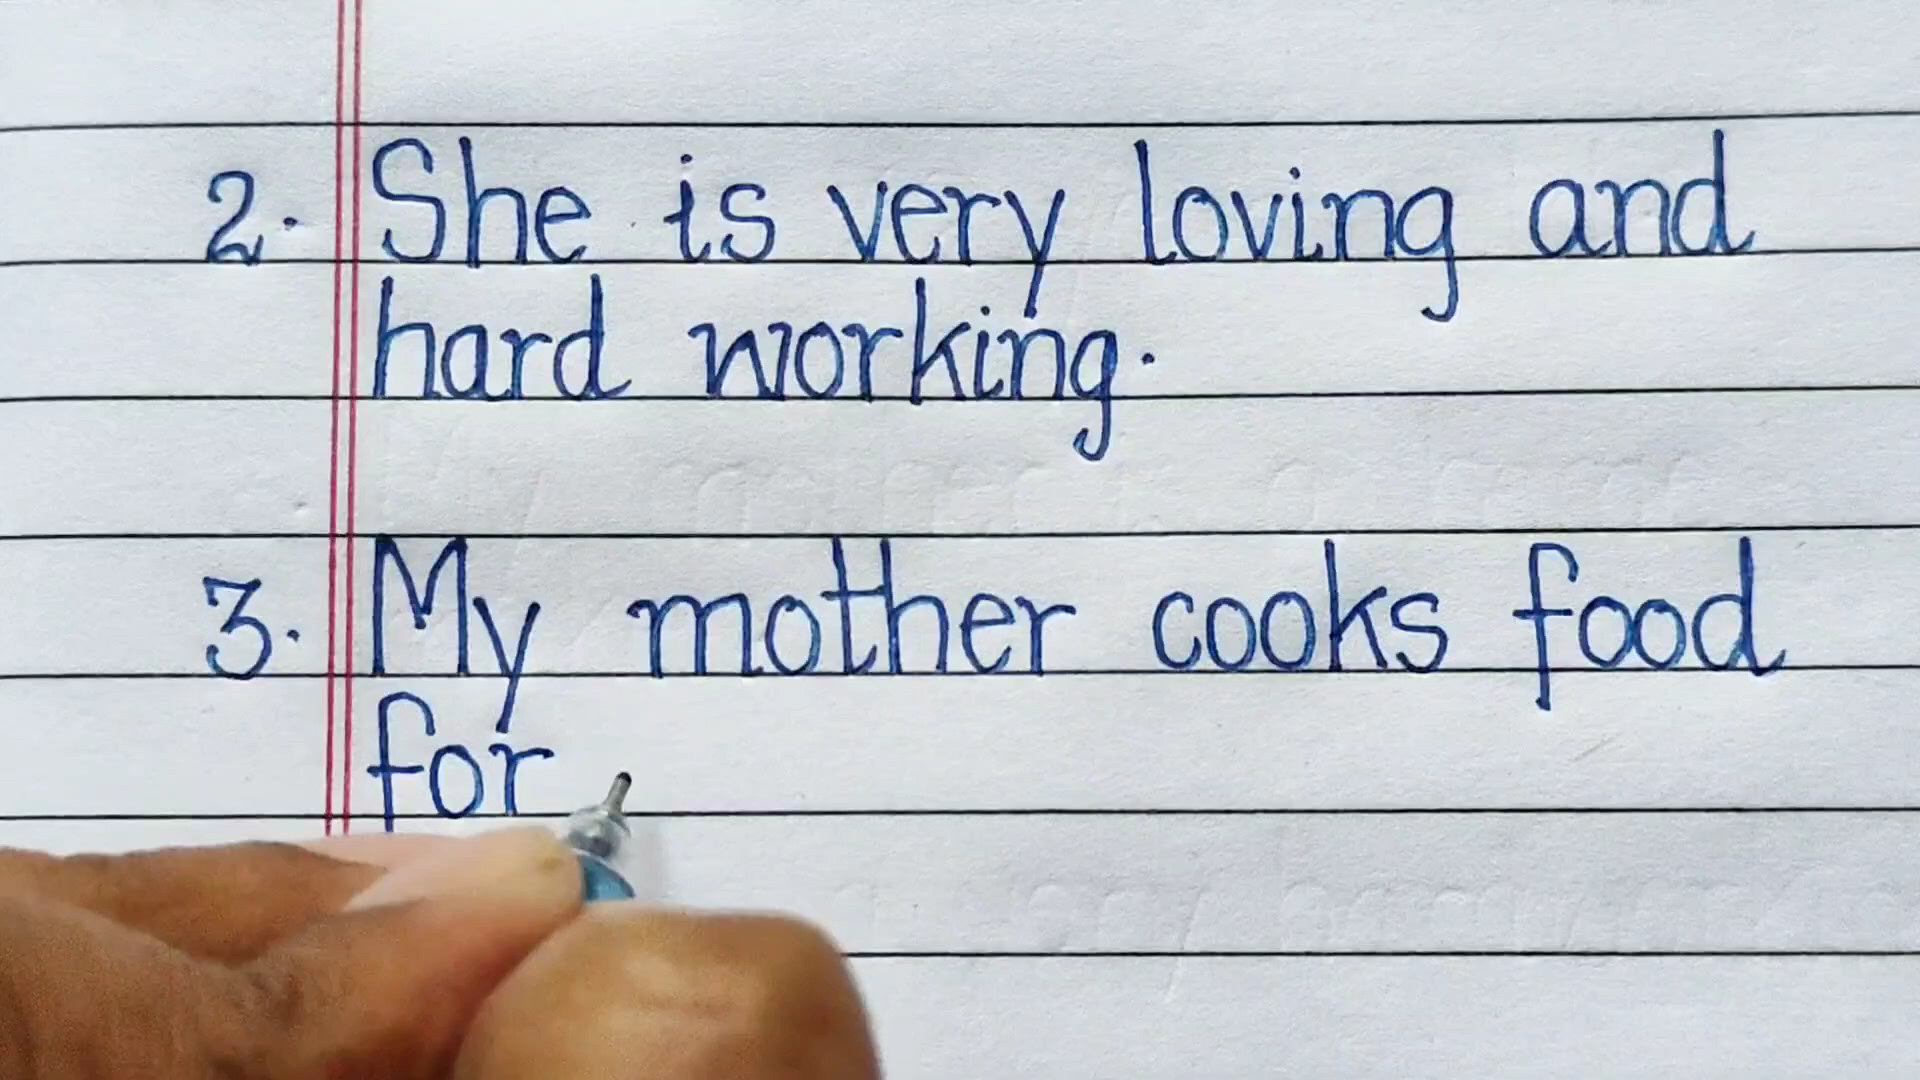 2. She is very loving and
hard working.
3. My mother cooks food
for